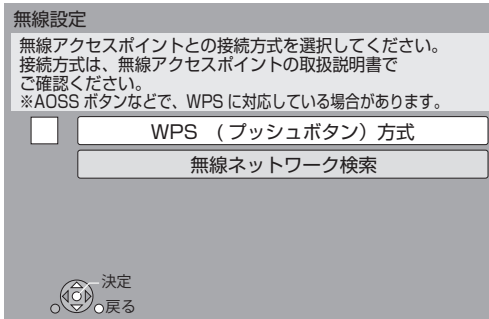 無線設定
無線アクセスポイントとの接続方式を選択してください。
接続方式は、無線アクセスポイントの取扱説明書で
ご確認ください。
※AOSS ボタンなどで、WPS に対応している場合があります。
WPS （プッシュボタン）方式
無線ネットワーク検索
決定
戻る